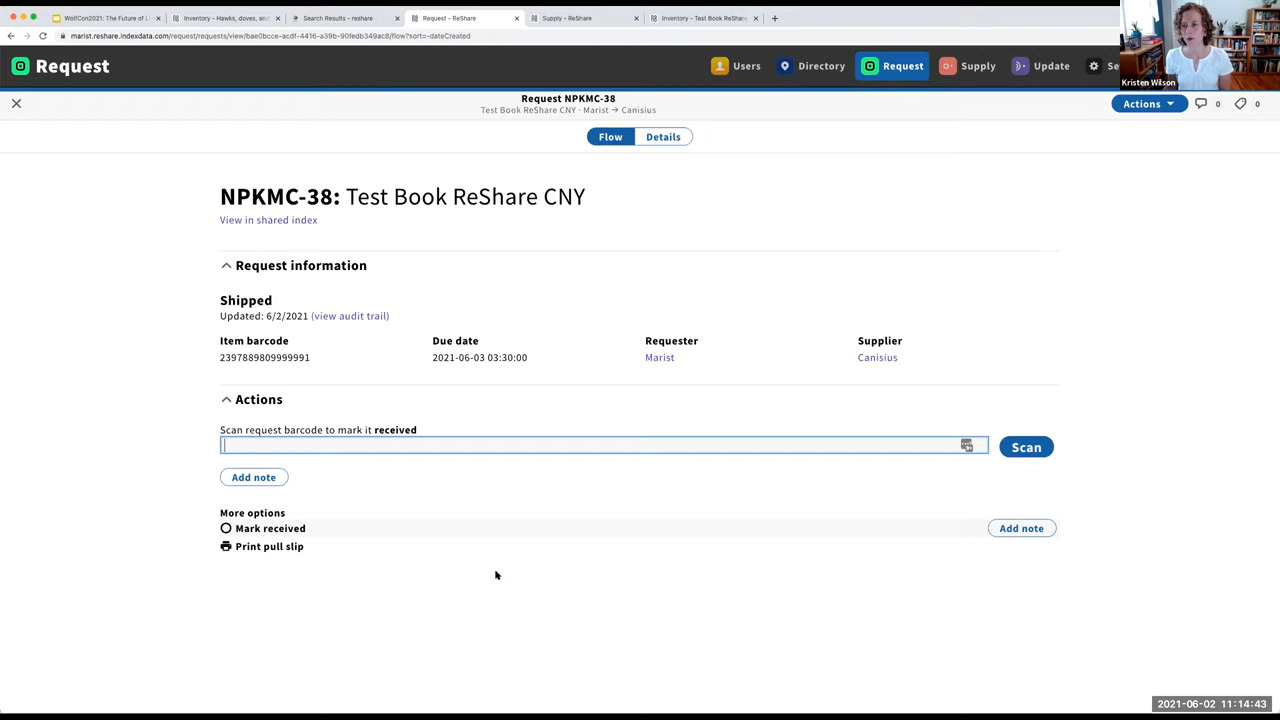 WolfCon2021: The Future of L
Inventory - Hawks, doves, and
Search Results - reshare
Request - ReShare
Supply - ReShare
Inventory - Test Book ReShare
marist.reshare.indexdata.com/request/requests/view/bae0bcce-acdf-4416-a39b-90fedb349ac8/flow?sort=-dateCreated
Request
Users
Directory
Request
Supply
Update
Se
Kristen Wilson
Request NPKMC-38
Test Book ReShare CNY · Marist → Canisius
Actions
0
0
Flow
Details
NPKMC-38: Test Book ReShare CNY
View in shared index
Request information
Shipped
Updated: 6/2/2021 (view audit trail)
Item barcode
Due date
Requester
Supplier
2397889809999991
2021-06-03 03:30:00
Marist
Canisius
Actions
Scan request barcode to mark it received
Scan
Add note
More options
Mark received
Add note
Print pull slip
2021-06-02 11:14:43